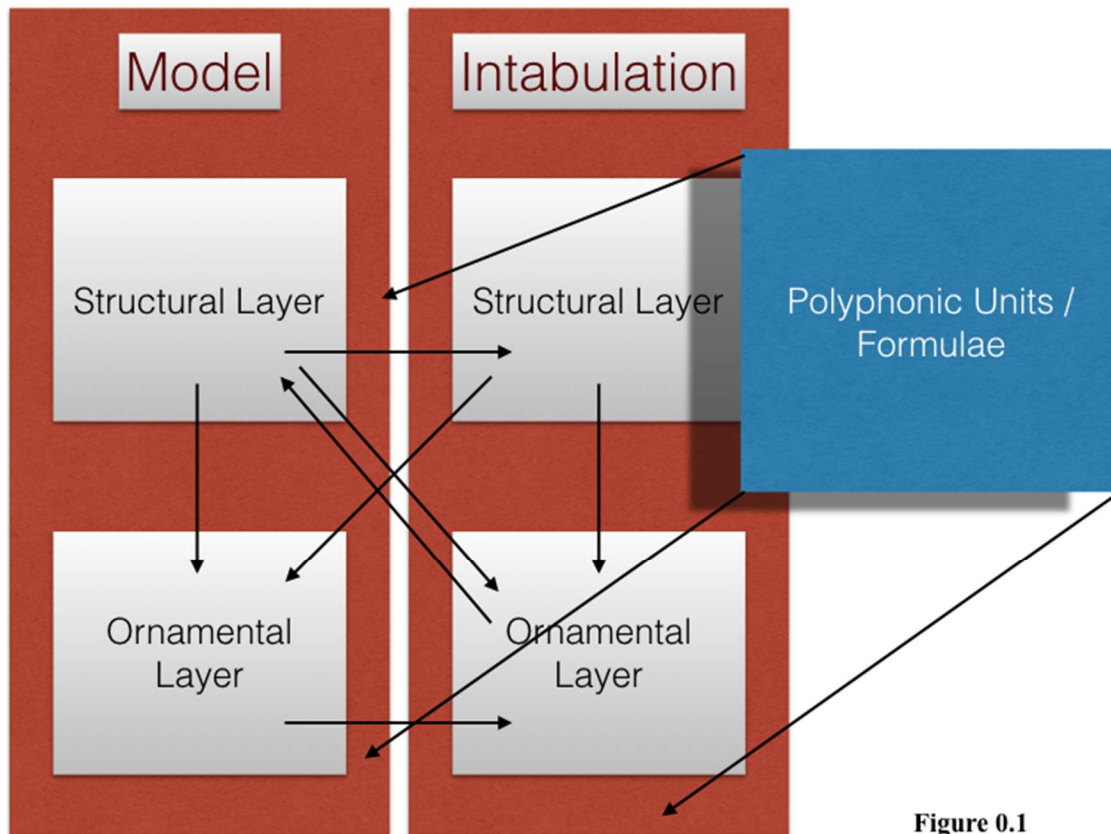 Model
Intabulation
Structural Layer
Structural Layer
Polyphonic Units /
Formulae
Ornamental
Layer
Ornamental
Layer
Figure 0.1